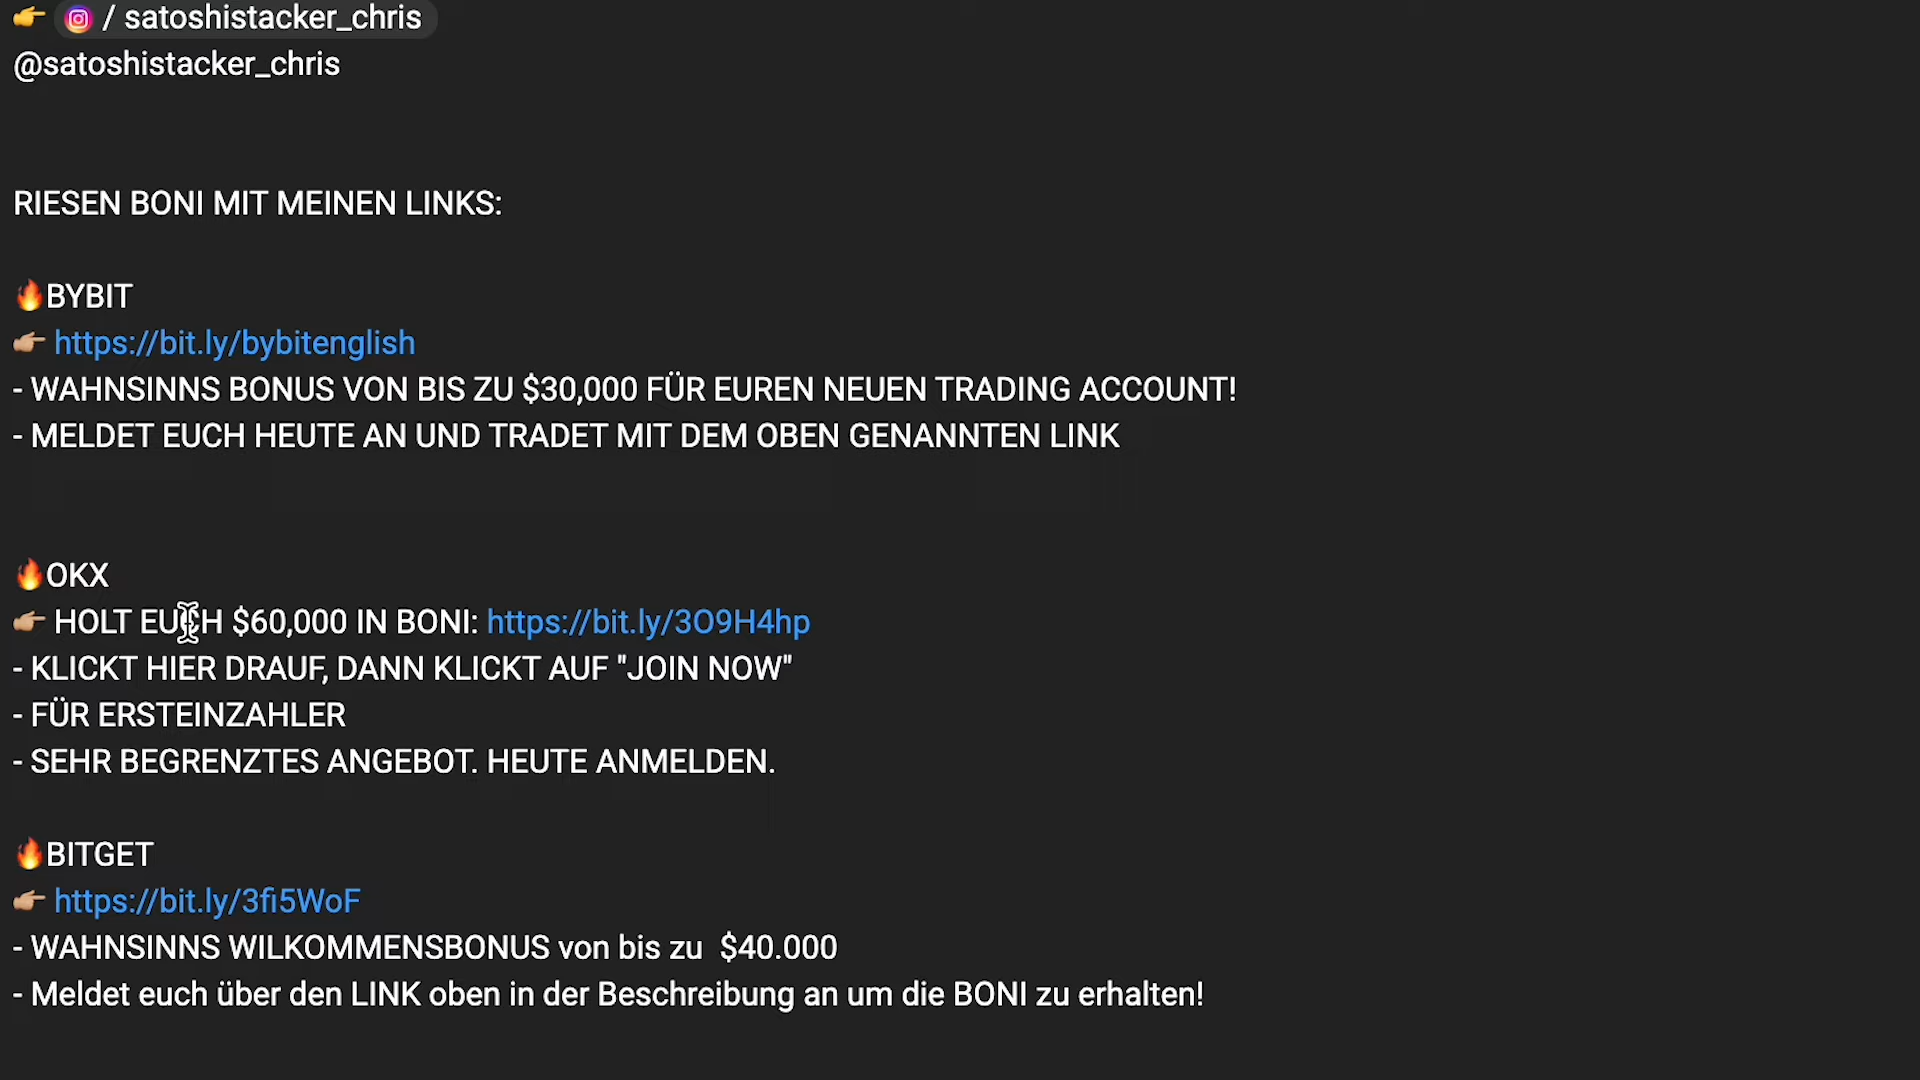 👉 / satoshistacker_chris
@satoshistacker_chris
RIESEN BONI MIT MEINEN LINKS:
🔥BYBIT
👉🏼 https://bit.ly/bybitenglish
- WAHNSINNS BONUS VON BIS ZU $30,000 FÜR EUREN NEUEN TRADING ACCOUNT!
- MELDET EUCH HEUTE AN UND TRADET MIT DEM OBEN GENANNTEN LINK
🔥OKX
👉🏼 HOLT EUCH $60,000 IN BONI: https://bit.ly/3O9H4hp
- KLICKT HIER DRAUF, DANN KLICKT AUF "JOIN NOW"
- FÜR ERSTEINZAHLER
- SEHR BEGRENZTES ANGEBOT. HEUTE ANMELDEN.
🔥BITGET
👉🏼 https://bit.ly/3fi5WoF
- WAHNSINNS WILKOMMENSBONUS von bis zu  $40.000
- Meldet euch über den LINK oben in der Beschreibung an um die BONI zu erhalten!